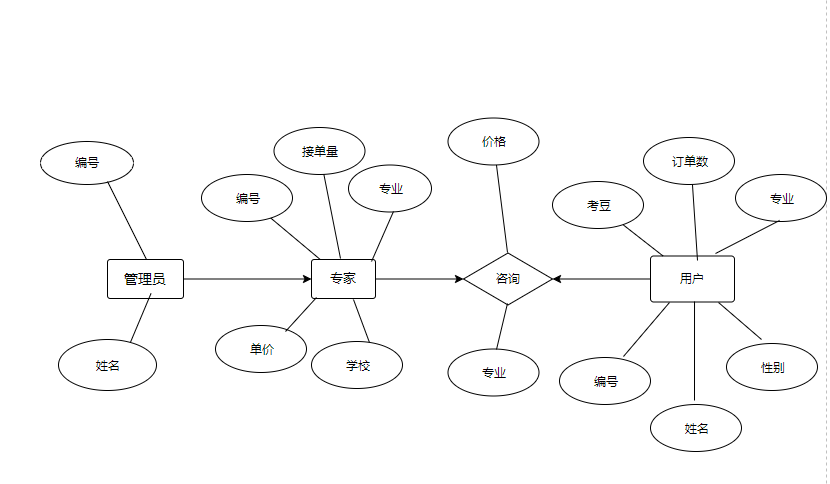 价格
接单量
订单数
编号
专业
编号
考豆
专业
管理员
专家
咨询
用户
单价
姓名
学校
专业
性别
编号
姓名